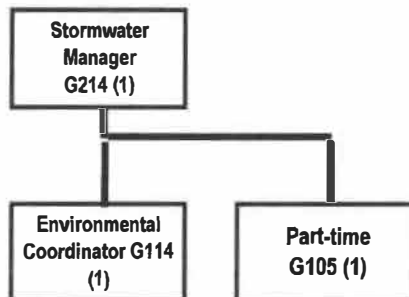 Stormwater
Manager
G214 (1)
Environmental
Coordinator G114
(1)
Part-time
G105 (1)